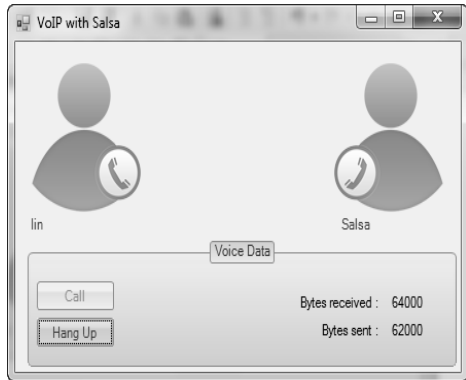 VoIP with Salsa
lin
Salsa
Voice Data
Call
Hang Up
Bytes received : 64000
Bytes sent : 62000